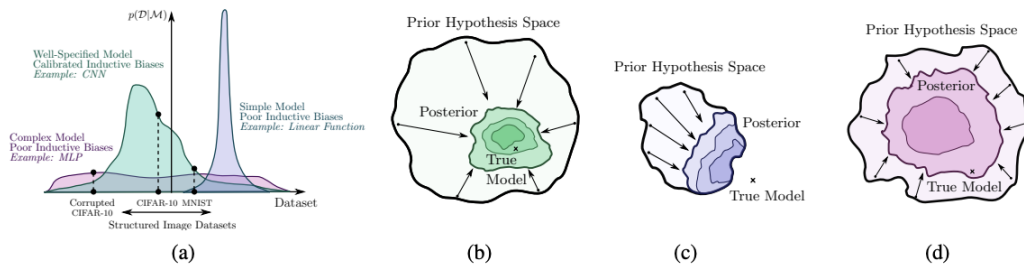 p(D|M)
Well-Specified Model
Calibrated Inductive Biases
Example: CNN
Simple Model
Poor Inductive Biases
Example: Linear Function
Complex Model
Poor Inductive Biases
Example: MLP
Corrupted
CIFAR-10
CIFAR-10
MNIST
Dataset
Structured Image Datasets
(a)
Prior Hypothesis Space
Posterior
True
Model
(b)
Prior Hypothesis Space
Posterior
True Model
(c)
Prior Hypothesis Space
Posterior
True Model
(d)